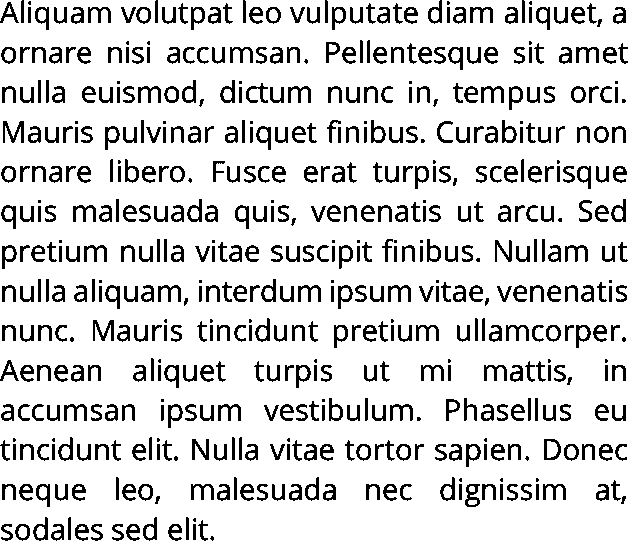 Aliquam volutpat leo vulputate diam aliquet, a
ornare nisi accumsan. Pellentesque sit amet
nulla euismod, dictum nunc in, tempus orci.
Mauris pulvinar aliquet finibus. Curabitur non
ornare libero. Fusce erat turpis, scelerisque
quis malesuada quis, venenatis ut arcu. Sed
pretium nulla vitae suscipit finibus. Nullam ut
nulla aliquam, interdum ipsum vitae, venenatis
nunc. Mauris tincidunt pretium ullamcorper.
Aenean aliquet turpis ut mi mattis, in
accumsan ipsum vestibulum. Phasellus eu
tincidunt elit. Nulla vitae tortor sapien. Donec
neque leo, malesuada nec dignissim at,
sodales sed elit.